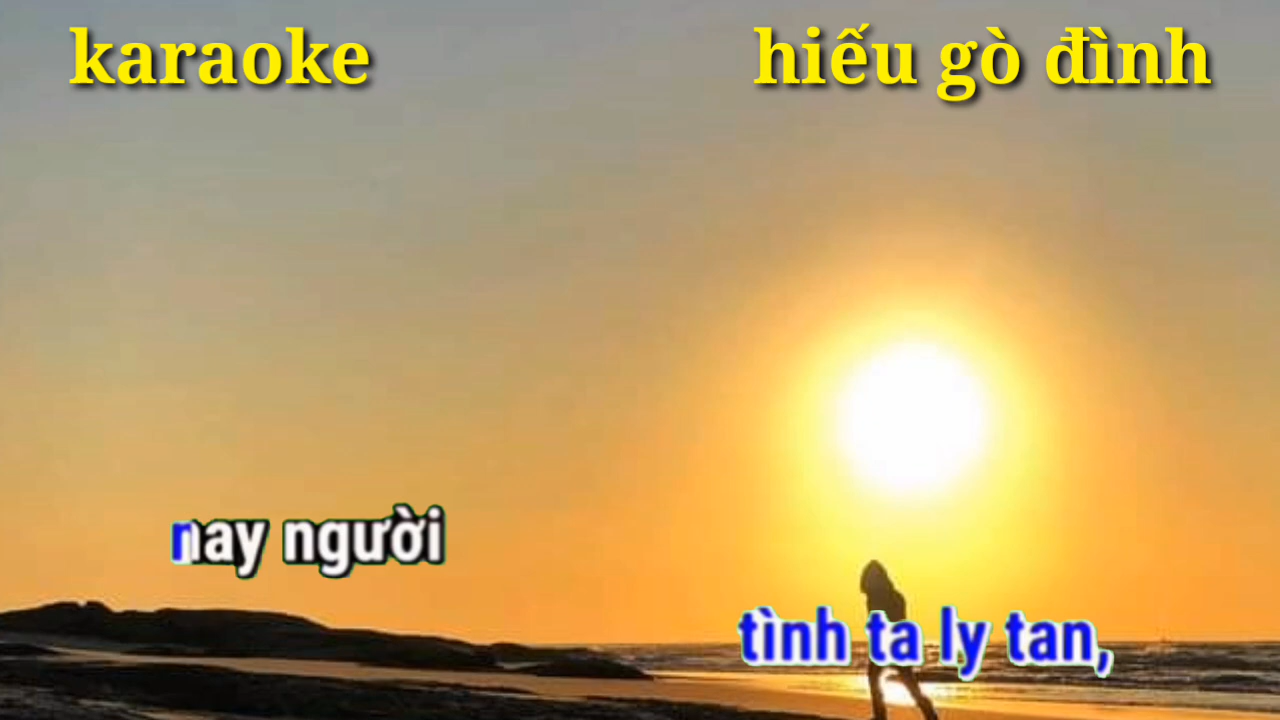 karaoke
hiếu gò đình
nay người
tình ta ly tan,